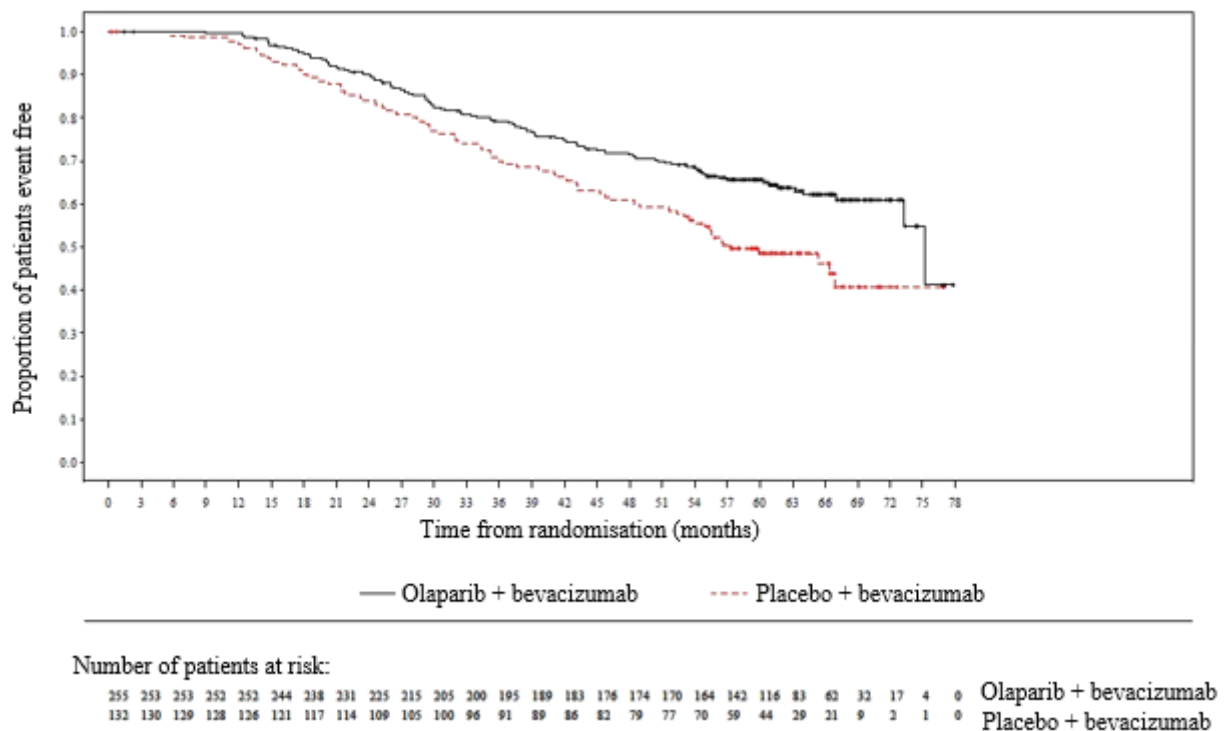 1.0
0.9
0.8
0.7
0.6
0.5
0.4
0.3
0.2
0.1
0.0
Proportion of patients event free
0 3 6 9 12 15 18 21 24 27 30 33 36 39 42 45 48 51 54 57 60 63 66 69 72 75 78
Time from randomisation (months)
Olaparib + bevacizumab Placebo + bevacizumab
Number of patients at risk:
255 253 253 252 252 244 238 231 225 215 205 200 195 189 183 176 174 170 164 142 116 83 62 32 17 4 0 Olaparib + bevacizumab
132 130 129 128 126 121 117 114 109 105 100 96 91 89 86 82 79 77 70 59 44 29 21 9 2 1 0 Placebo + bevacizumab